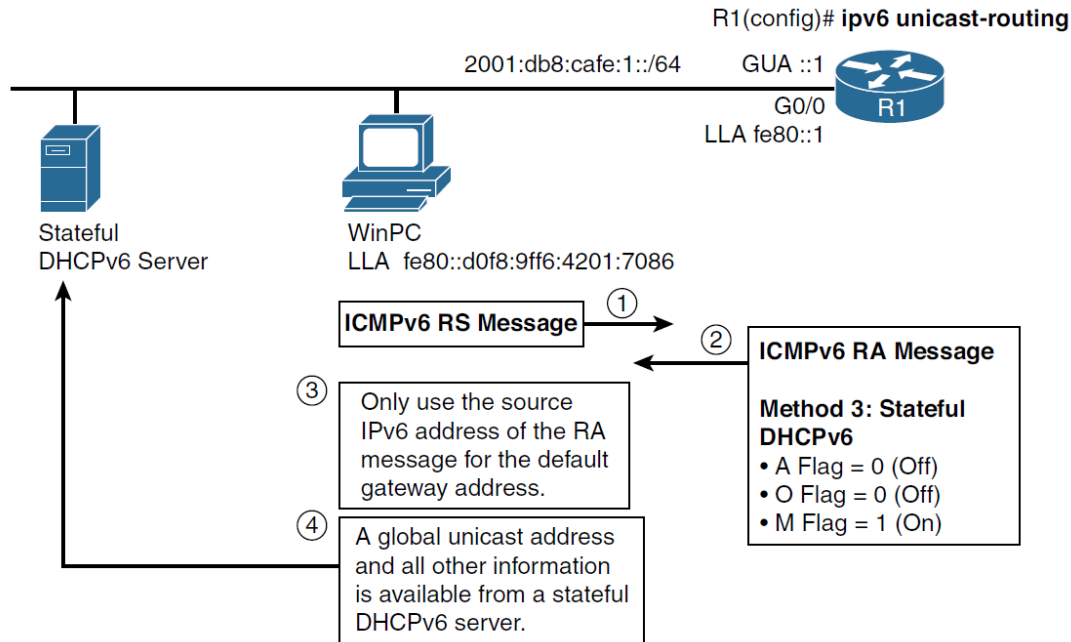 R1(config)# ipv6 unicast-routing
2001:db8:cafe:1::/64
GUA ::1
G0/0
R1
LLA fe80::1
Stateful
DHCPv6 Server
WinPC
LLA fe80::d0f8:9ff6:4201:7086
ICMPv6 RS Message
1
2
ICMPv6 RA Message
Method 3: Stateful
DHCPv6
• A Flag = 0 (Off)
• O Flag = 0 (Off)
• M Flag = 1 (On)
3
Only use the source
IPv6 address of the RA
message for the default
gateway address.
4
A global unicast address
and all other information
is available from a stateful
DHCPv6 server.